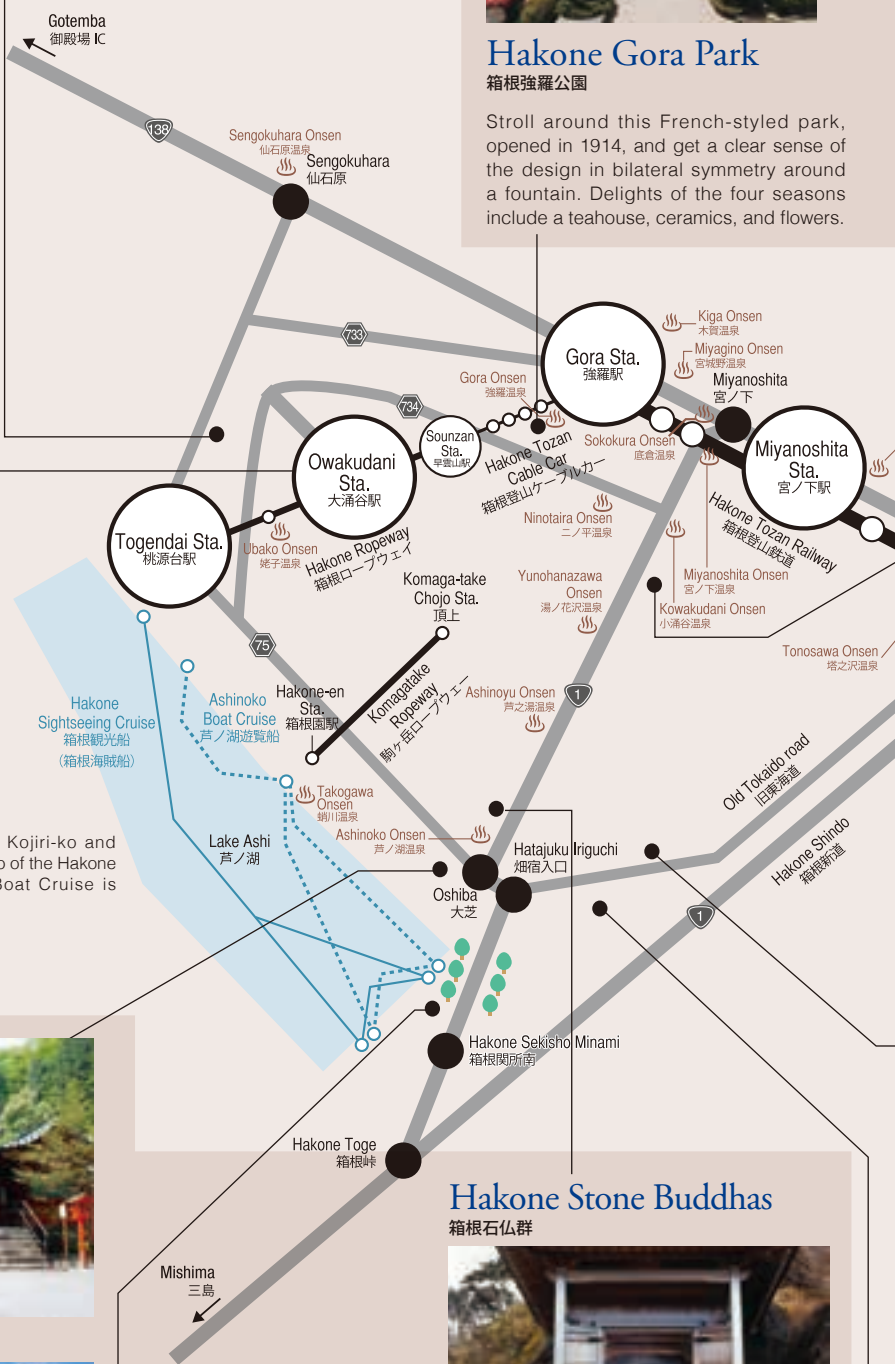 Gotemba
御殿場 IC
138
Hakone Gora Park
箱根強羅公園
Stroll around this French-styled park,
opened in 1914, and get a clear sense of
the design in bilateral symmetry around
a fountain. Delights of the four seasons
include a teahouse, ceramics, and flowers.
Sengokuhara Onsen
仙石原温泉
Sengokuhara
仙石原
733
734
Gora Sta.
強羅駅
Kiga Onsen
木賀温泉
Miyagino Onsen
宮城野温泉
Miyanoshita
宮ノ下
Gora Onsen
強羅温泉
Sounzan
Sta.
早雲山駅
Hakone Tozan
Cable Car
箱根登山ケーブルカー
Sokokura Onsen
底倉温泉
Miyanoshita
Sta.
宮ノ下駅
Owakudani
Sta.
大涌谷駅
Togendai Sta.
桃源台駅
Ubako Onsen
姥子温泉
Hakone Ropeway
箱根ロープウェイ
Ninotaira Onsen
二ノ平温泉
Hakone Tozan Railway
箱根登山鉄道
Komaga-take
Chojo Sta.
頂上
Yunohanazawa
Onsen
湯ノ花沢温泉
Miyanoshita Onsen
宮ノ下温泉
Kowakudani Onsen
小涌谷温泉
Tonosawa Onsen
塔之沢温泉
75
Hakone
Sightseeing Cruise
箱根観光船
(箱根海賊船)
Ashinoko
Boat Cruise
芦ノ湖遊覧船
Hakone-en
Sta.
箱根園駅
Komagatake
Ropeway
駒ヶ岳ロープウェー
Ashinoyu Onsen
芦之湯温泉
1
Takogawa
Onsen
蛸川温泉
Old Tokaido road
旧東海道
Hakone Shindo
箱根新道
1
Kojiri-ko and
o of the Hakone
Boat Cruise is
Lake Ashi
芦ノ湖
Ashinoko Onsen
芦ノ湖温泉
Hatajuku Iriguchi
畑宿入口
Oshiba
大芝
Hakone Sekisho Minami
箱根関所南
Hakone Toge
箱根峠
Mishima
三島
Hakone Stone Buddhas
箱根石仏群